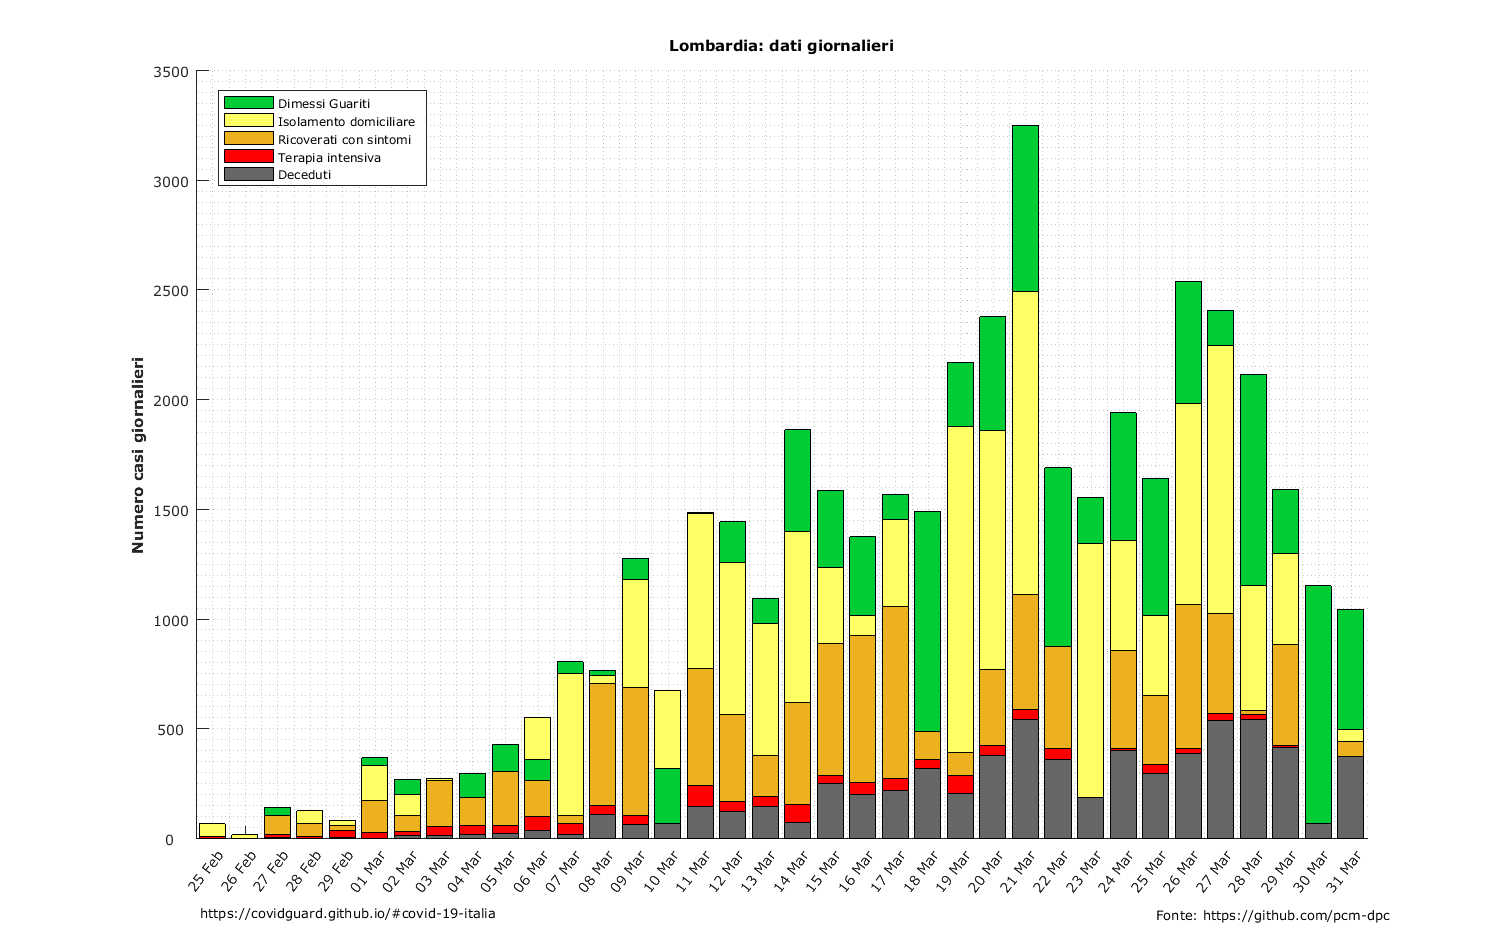 Lombardia: dati giornalieri
3500
3000
2500
2000
1500
1000
500
0
Numero casi giornalieri
Dimessi Guariti
Isolamento domiciliare
Ricoverati con sintomi
Terapia intensiva
Deceduti
25 Feb
26 Feb
27 Feb
28 Feb
29 Feb
01 Mar
02 Mar
03 Mar
04 Mar
05 Mar
06 Mar
07 Mar
08 Mar
09 Mar
10 Mar
11 Mar
12 Mar
13 Mar
14 Mar
15 Mar
16 Mar
17 Mar
18 Mar
19 Mar
20 Mar
21 Mar
22 Mar
23 Mar
24 Mar
25 Mar
26 Mar
27 Mar
28 Mar
29 Mar
30 Mar
31 Mar
https://covidguard.github.io/#covid-19-italia
Fonte: https://github.com/pcm-dpc